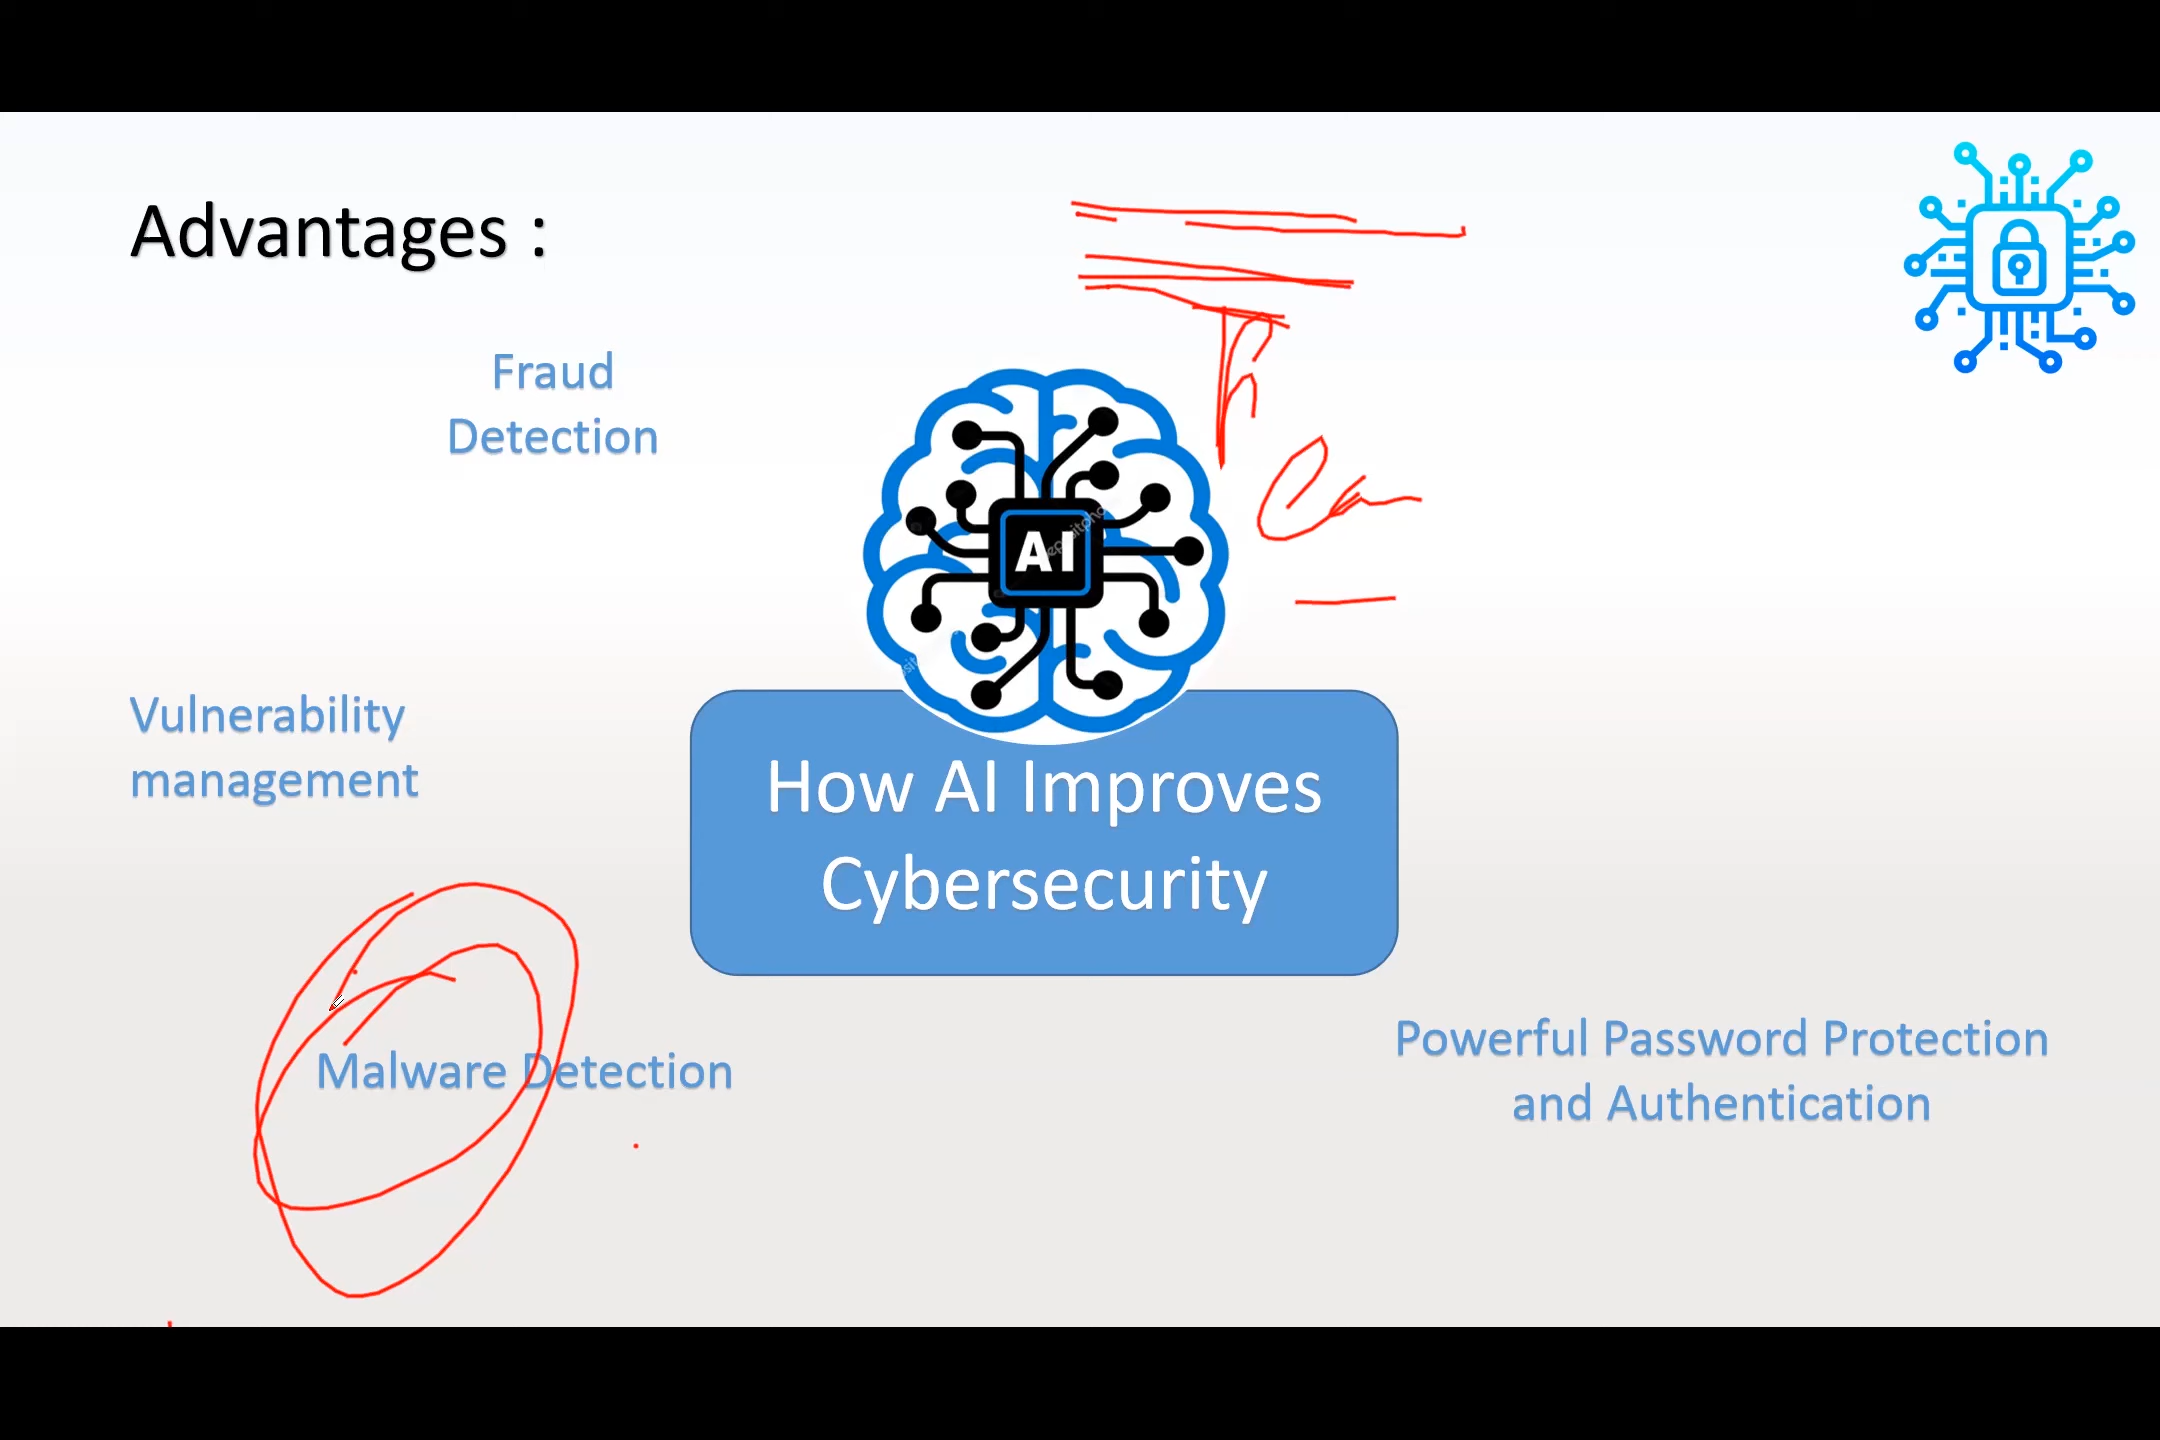 Advantages :
Fraud
Detection
AI
Vulnerability
management
How AI Improves
Cybersecurity
Malware Detection
Powerful Password Protection
and Authentication